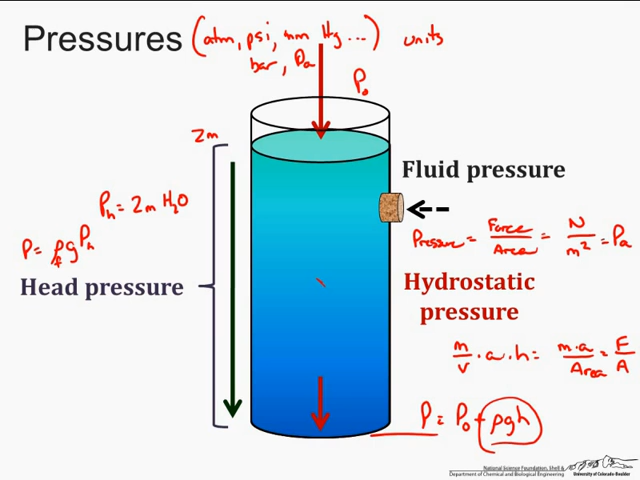 Pressures (atm, psi, mm Hg ...) units
bar, Pa
P₀
2m
Fluid pressure
Pₕ = 2m H₂O
Pressure = Force/Area = N/m² = Pa
P = ρgPₕ
Head pressure
Hydrostatic
pressure
m/v · a · h = m·a/Area = F/A
P = P₀ + ρgh
National Science Foundation, Shell &
Department of Chemical and Biological Engineering
University of Colorado Boulder